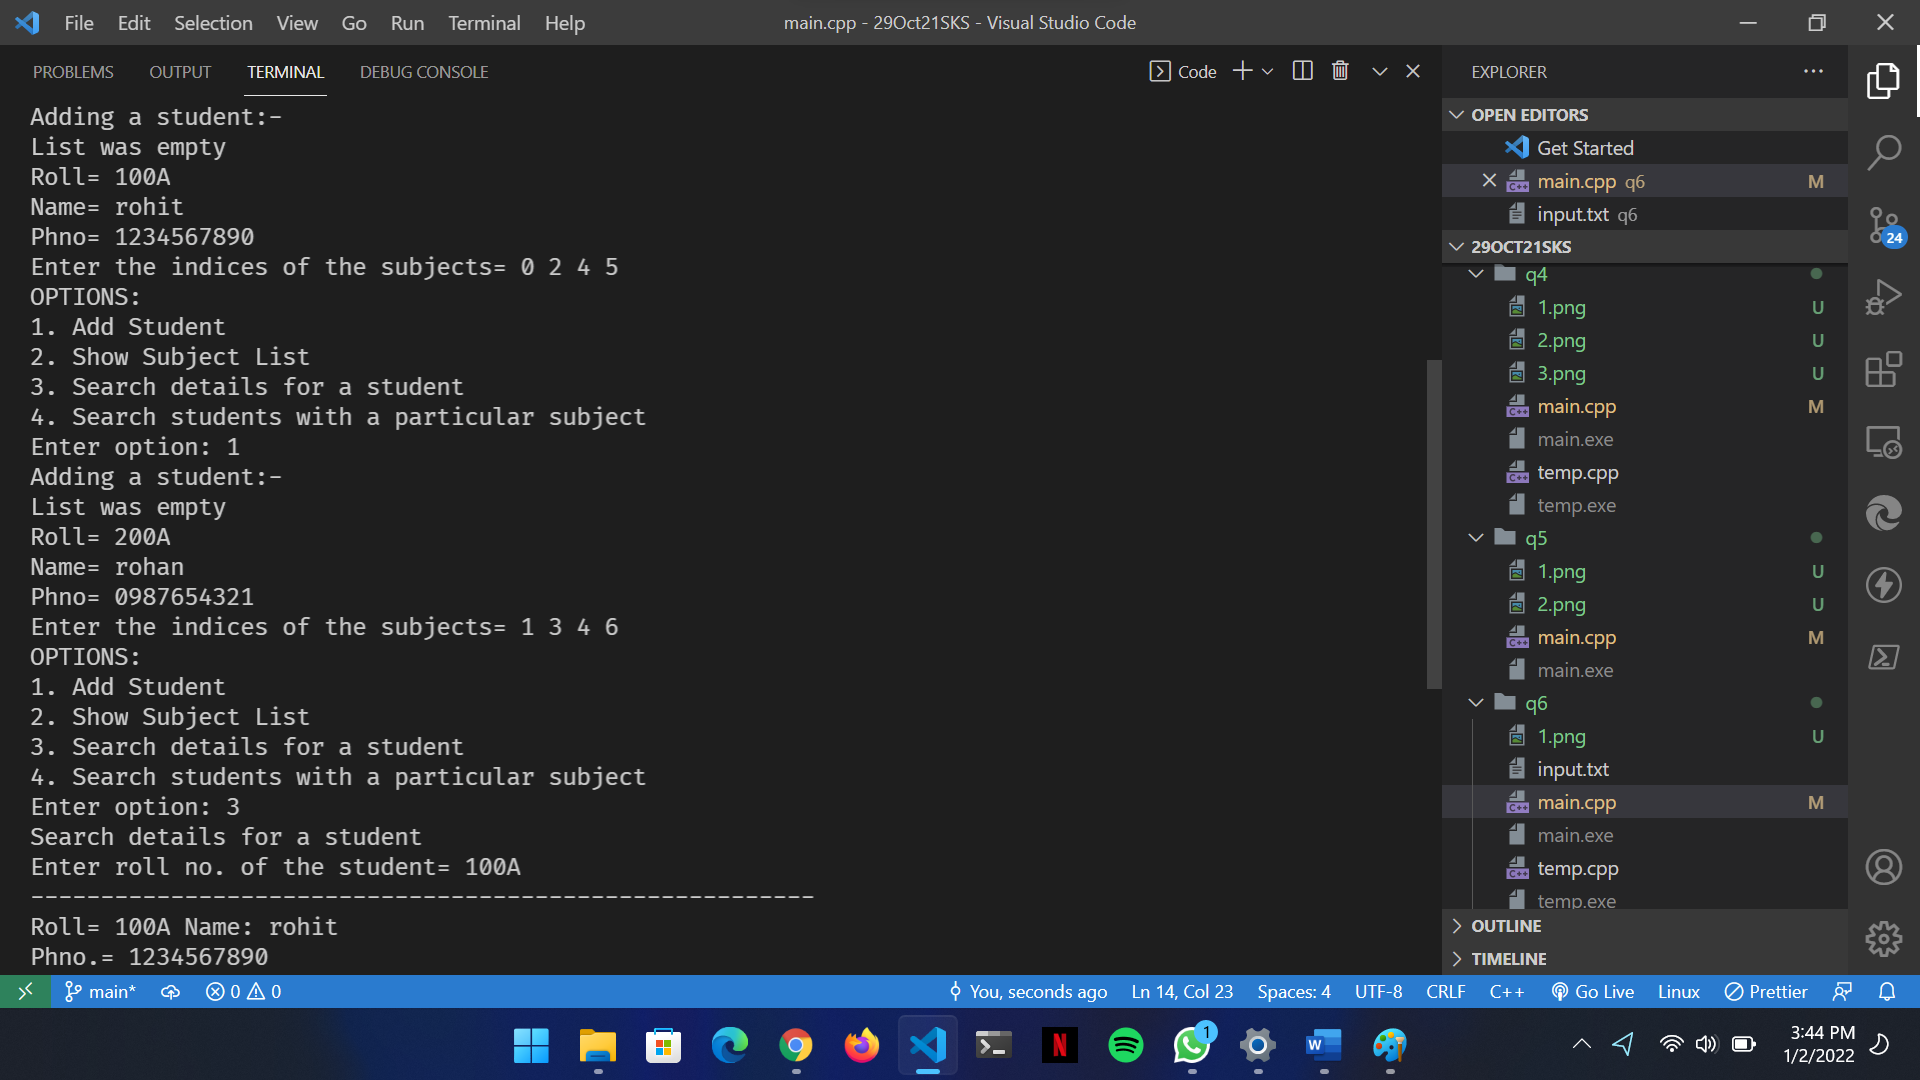 File Edit Selection View Go Run Terminal Help
main.cpp - 29Oct21SKS - Visual Studio Code
PROBLEMS OUTPUT TERMINAL DEBUG CONSOLE
Code
Adding a student:-
List was empty
Roll= 100A
Name= rohit
Phno= 1234567890
Enter the indices of the subjects= 0 2 4 5
OPTIONS:
1. Add Student
2. Show Subject List
3. Search details for a student
4. Search students with a particular subject
Enter option: 1
Adding a student:-
List was empty
Roll= 200A
Name= rohan
Phno= 0987654321
Enter the indices of the subjects= 1 3 4 6
OPTIONS:
1. Add Student
2. Show Subject List
3. Search details for a student
4. Search students with a particular subject
Enter option: 3
Search details for a student
Enter roll no. of the student= 100A
--------------------------------------------------------
Roll= 100A Name: rohit
Phno.= 1234567890
EXPLORER
OPEN EDITORS
Get Started
main.cpp q6 M
input.txt q6
29OCT21SKS
q4
1.png U
2.png U
3.png U
main.cpp M
main.exe
temp.cpp
temp.exe
q5
1.png U
2.png U
main.cpp M
main.exe
q6
1.png U
input.txt
main.cpp M
main.exe
temp.cpp
temp.exe
OUTLINE
TIMELINE
24
main* 0 0
You, seconds ago Ln 14, Col 23 Spaces: 4 UTF-8 CRLF C++ Go Live Linux Prettier
N
W
1
3:44 PM
1/2/2022